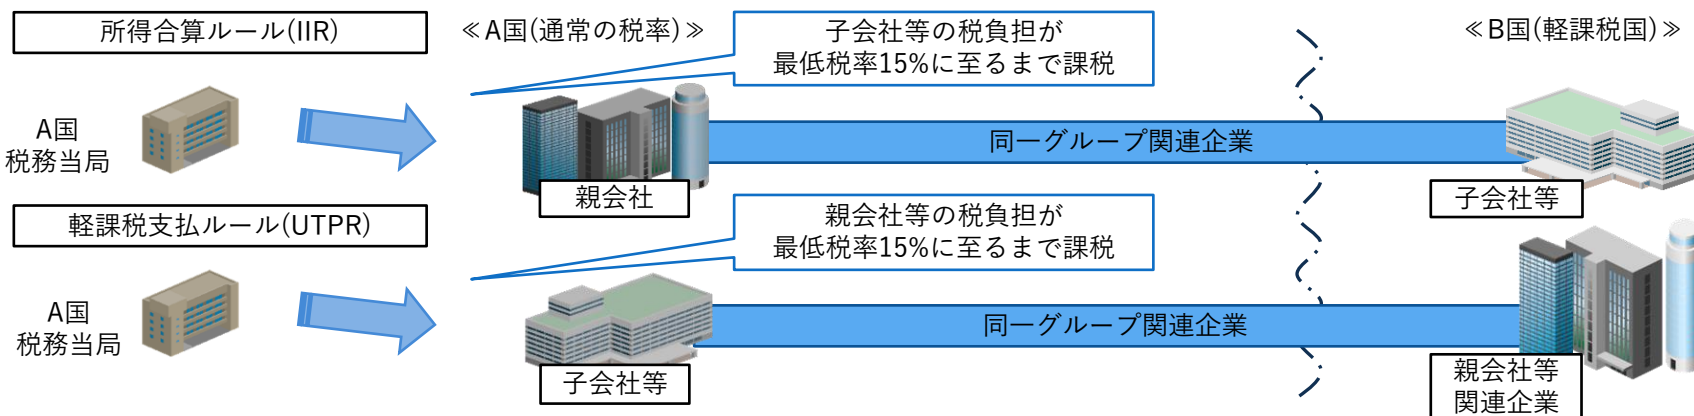 所得合算ルール(IIR)
≪A国(通常の税率)≫
子会社等の税負担が
最低税率15%に至るまで課税
≪B国(軽課税国)≫
A国
税務当局
同一グループ関連企業
親会社
子会社等
軽課税支払ルール(UTPR)
親会社等の税負担が
最低税率15%に至るまで課税
A国
税務当局
同一グループ関連企業
子会社等
親会社等
関連企業